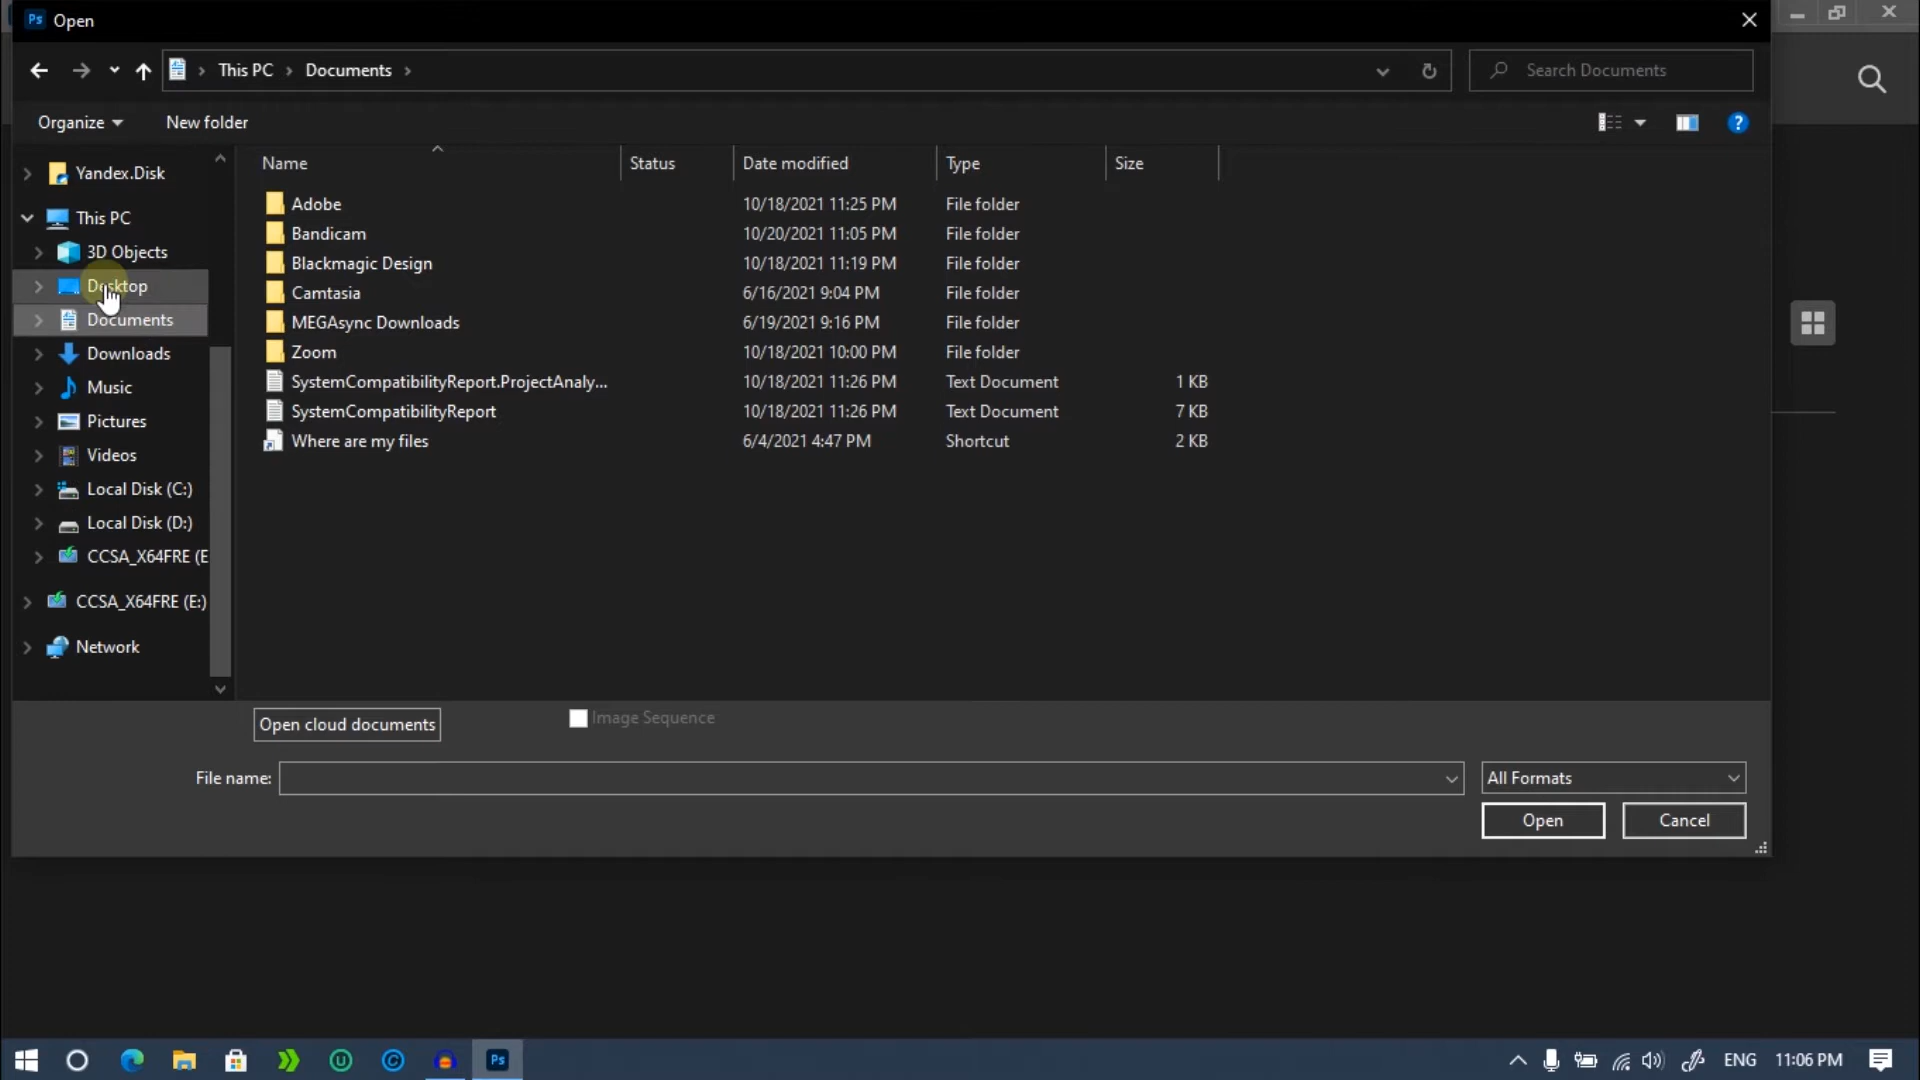 Ps Open
This PC Documents
Search Documents
Organize New folder
?
Name Status Date modified Type Size
Yandex.Disk
This PC
3D Objects
Desktop
Documents
Downloads
Music
Pictures
Videos
Local Disk (C:)
Local Disk (D:)
CCSA_X64FRE (E
CCSA_X64FRE (E:)
Network
Adobe 10/18/2021 11:25 PM File folder
Bandicam 10/20/2021 11:05 PM File folder
Blackmagic Design 10/18/2021 11:19 PM File folder
Camtasia 6/16/2021 9:04 PM File folder
MEGAsync Downloads 6/19/2021 9:16 PM File folder
Zoom 10/18/2021 10:00 PM File folder
SystemCompatibilityReport.ProjectAnaly... 10/18/2021 11:26 PM Text Document 1 KB
SystemCompatibilityReport 10/18/2021 11:26 PM Text Document 7 KB
Where are my files 6/4/2021 4:47 PM Shortcut 2 KB
Open cloud documents
Image Sequence
File name:
All Formats
Open Cancel
Ps
ENG 11:06 PM